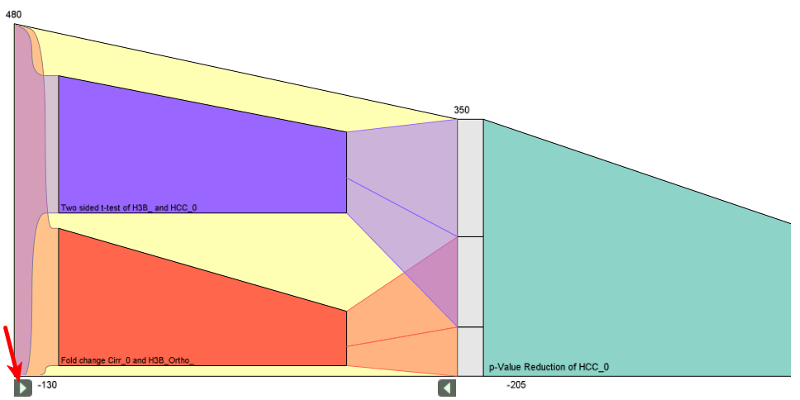 480
350
Two sided t-test of H3B_ and HCC_0
Fold change Cirr_0 and H3B_Ortho_
p-Value Reduction of HCC_0
-130
-205